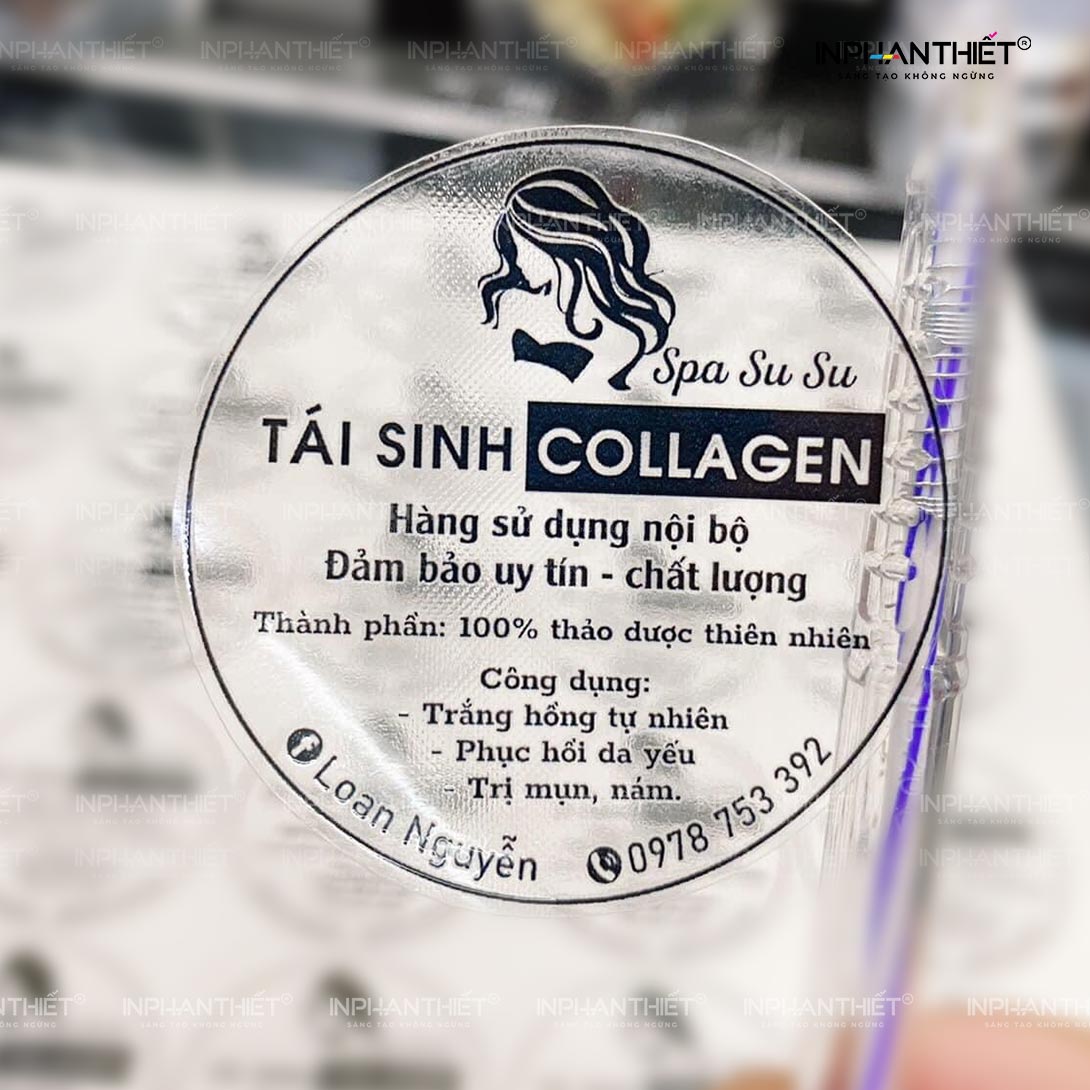 INPHANTHIẾT®
SÁNG TẠO KHÔNG NGỪNG
Spa Su Su
TÁI SINH COLLAGEN
Hàng sử dụng nội bộ
Đảm bảo uy tín - chất lượng
Thành phần: 100% thảo dược thiên nhiên
Công dụng:
- Trắng hồng tự nhiên
- Phục hồi da yếu
- Trị mụn, nám.
Loan Nguyễn
0978 753 392